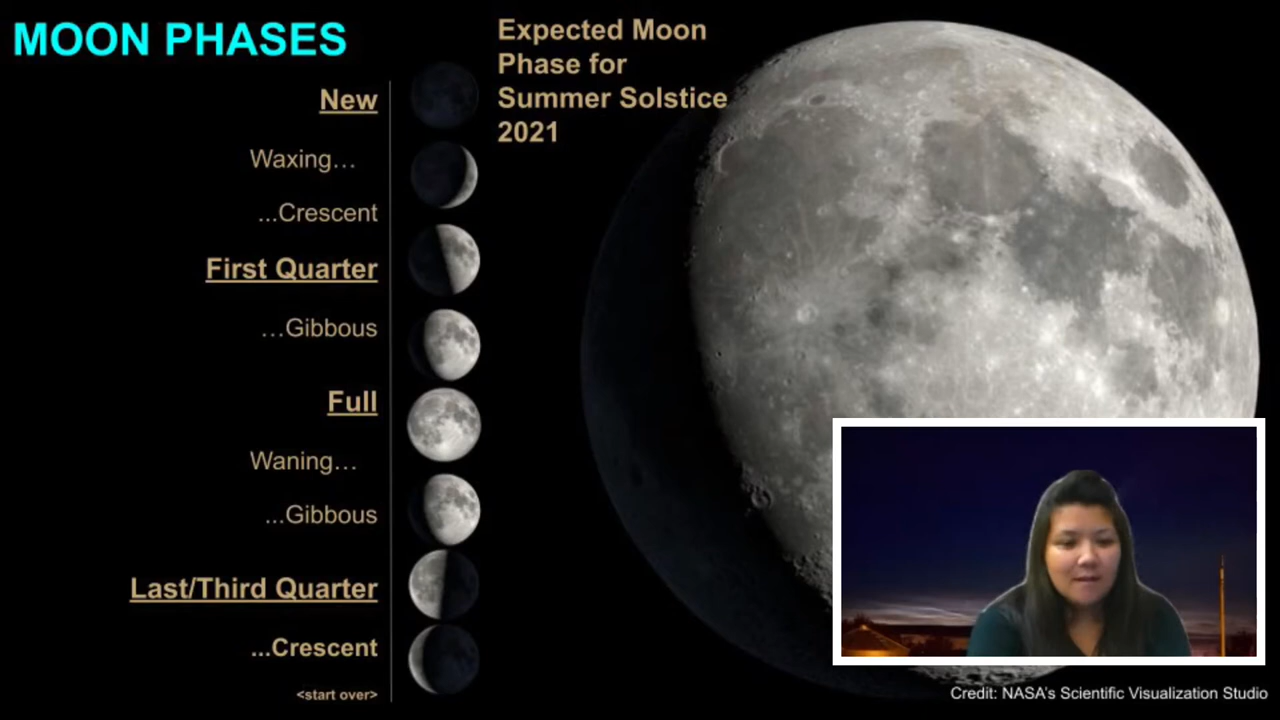 MOON PHASES
New
Waxing…
...Crescent
First Quarter
…Gibbous
Full
Waning…
...Gibbous
Last/Third Quarter
...Crescent
<start over>
Expected Moon
Phase for
Summer Solstice
2021
Credit: NASA's Scientific Visualization Studio